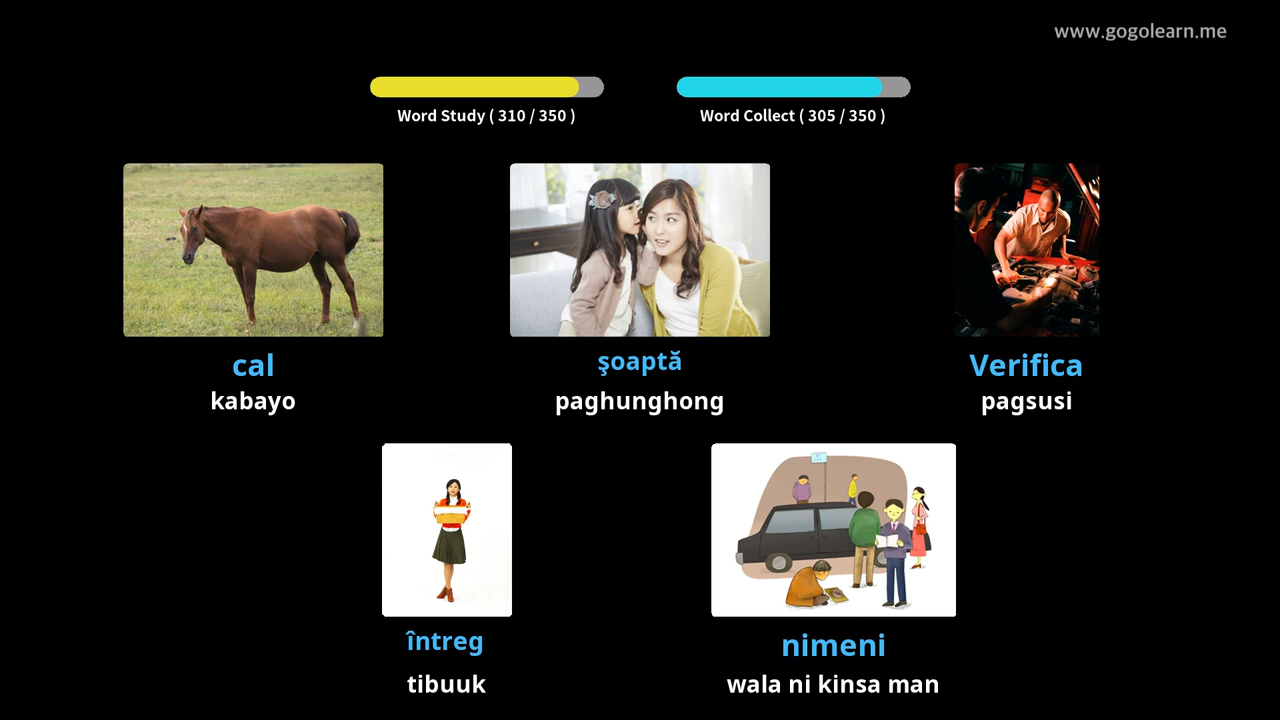 www.gogolearn.me
Word Study ( 310 / 350 )
Word Collect ( 305 / 350 )
cal
kabayo
şoaptă
paghunghong
Verifica
pagsusi
întreg
tibuuk
nimeni
wala ni kinsa man